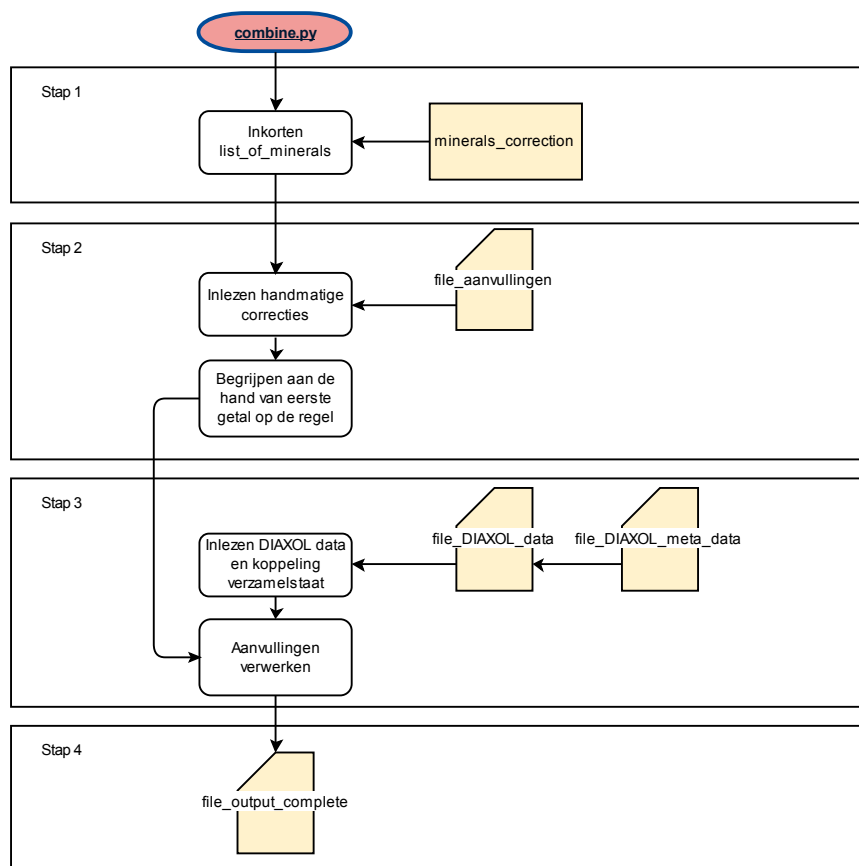 combine.py
Stap 1
Inkorten
list_of_minerals
minerals_correction
Stap 2
file_aanvullingen
Inlezen handmatige
correcties
Begrijpen aan de
hand van eerste
getal op de regel
Stap 3
Inlezen DIAXOL data
en koppeling
verzamelstaat
file_DIAXOL_data
file_DIAXOL_meta_data
Aanvullingen
verwerken
Stap 4
file_output_complete